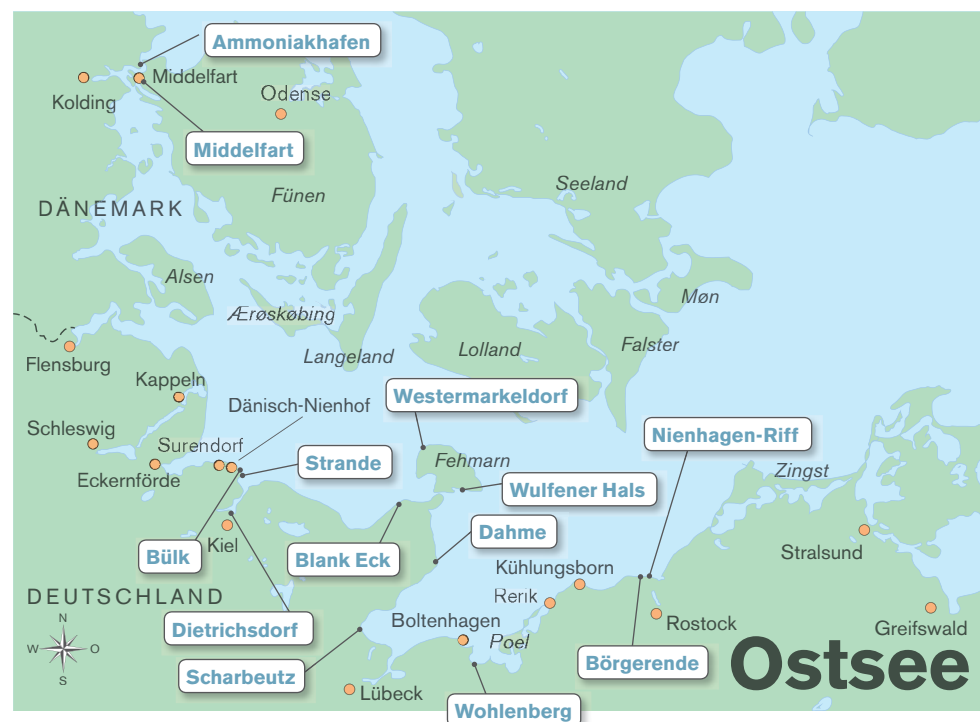 Ammoniakhafen
Middelfart
Kolding
Odense
Middelfart
Fünen
Seeland
DÄNEMARK
Alsen
Møn
Ærøskøbing
Langeland
Lolland
Falster
Flensburg
Kappeln
Westermarkeldorf
Dänisch-Nienhof
Schleswig
Surendorf
Nienhagen-Riff
Eckernförde
Strande
Fehmarn
Zingst
Wulfener Hals
Dahme
Bülk
Kiel
Blank Eck
Stralsund
Kühlungsborn
DEUTSCHLAND
Rerik
Boltenhagen
Rostock
Greifswald
Dietrichsdorf
Poel
N
W
O
S
Scharbeutz
Börgerende
Ostsee
Lübeck
Wohlenberg